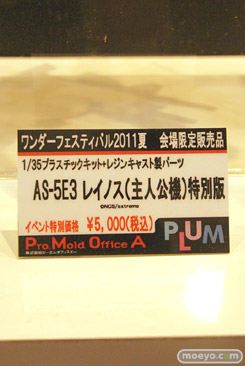 ワンダーフェスティバル2011夏 会場限定販売品
1/35プラスチックキット+レジンキャスト製パーツ
AS-5E3 レイノス(主人公機)特別版
©NCS/extreme
イベント特別価格 ¥5,000(税込)
PRO.MOLD OFFICE A
PLUM
moeyo.com